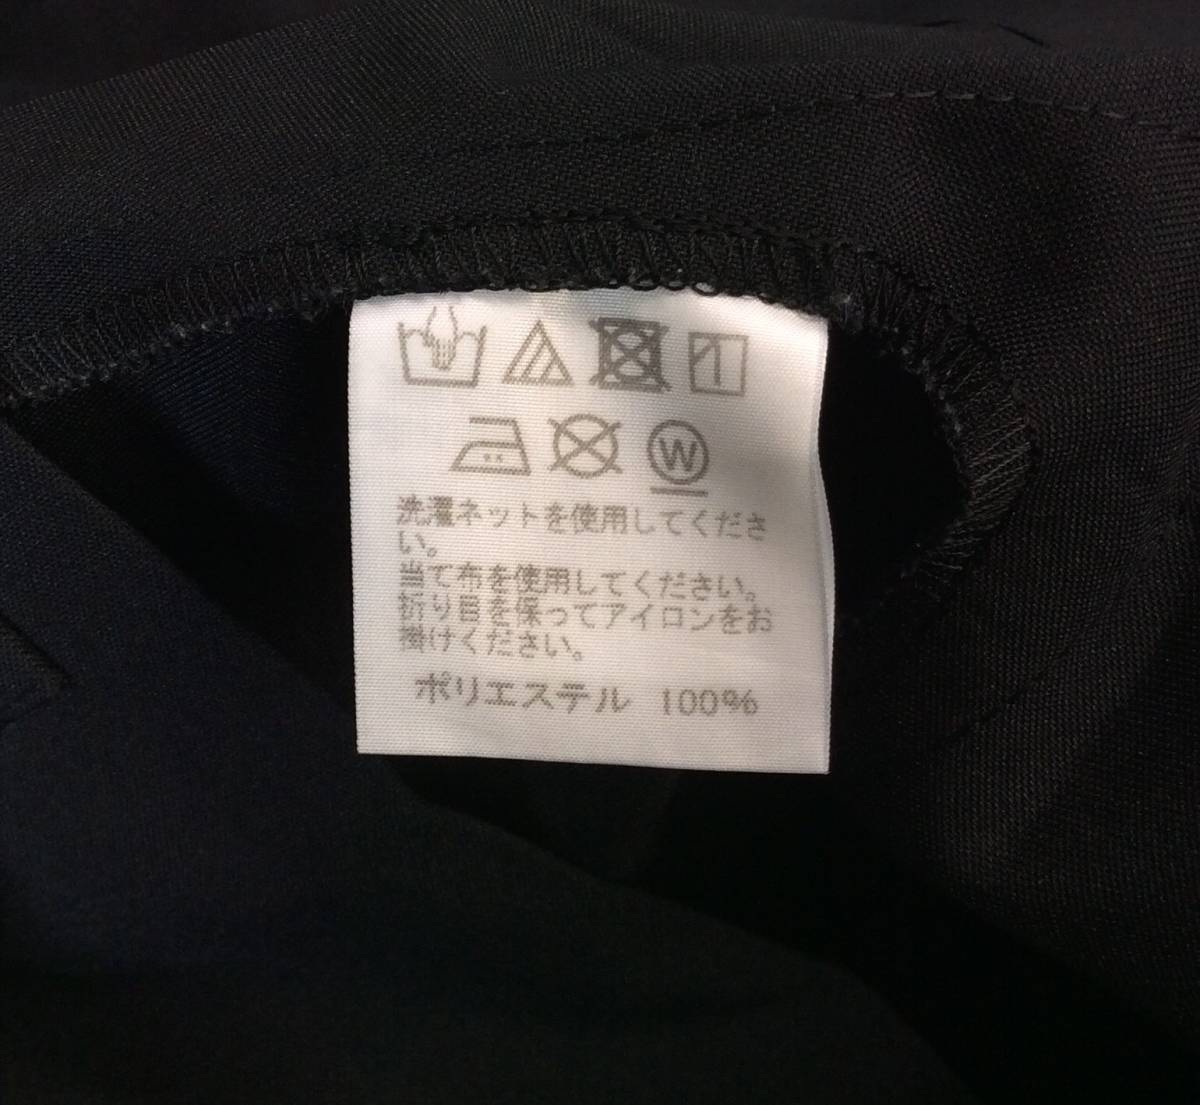 W
洗濯ネットを使用してくださ
い。
当て布を使用してください。
折り目を保ってアイロンをお
掛けください。
ポリエステル 100%